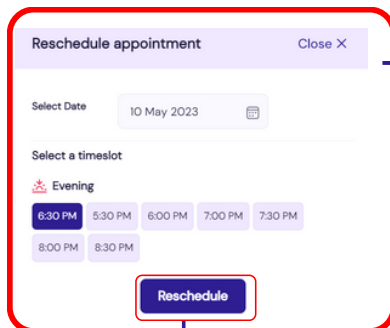 Reschedule appointment Close X
Select Date 10 May 2023
Select a timeslot
Evening
6:30 PM 5:30 PM 6:00 PM 7:00 PM 7:30 PM
8:00 PM 8:30 PM
Reschedule